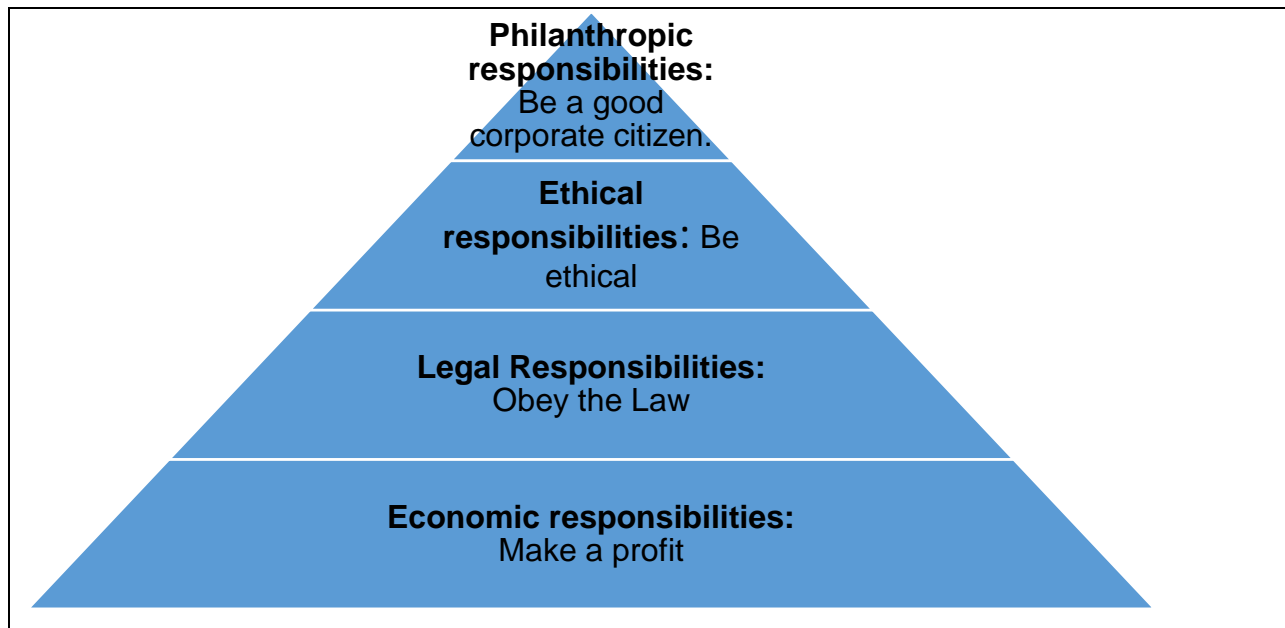 Philanthropic
responsibilities:
Be a good
corporate citizen.
Ethical
responsibilities: Be
ethical
Legal Responsibilities:
Obey the Law
Economic responsibilities:
Make a profit